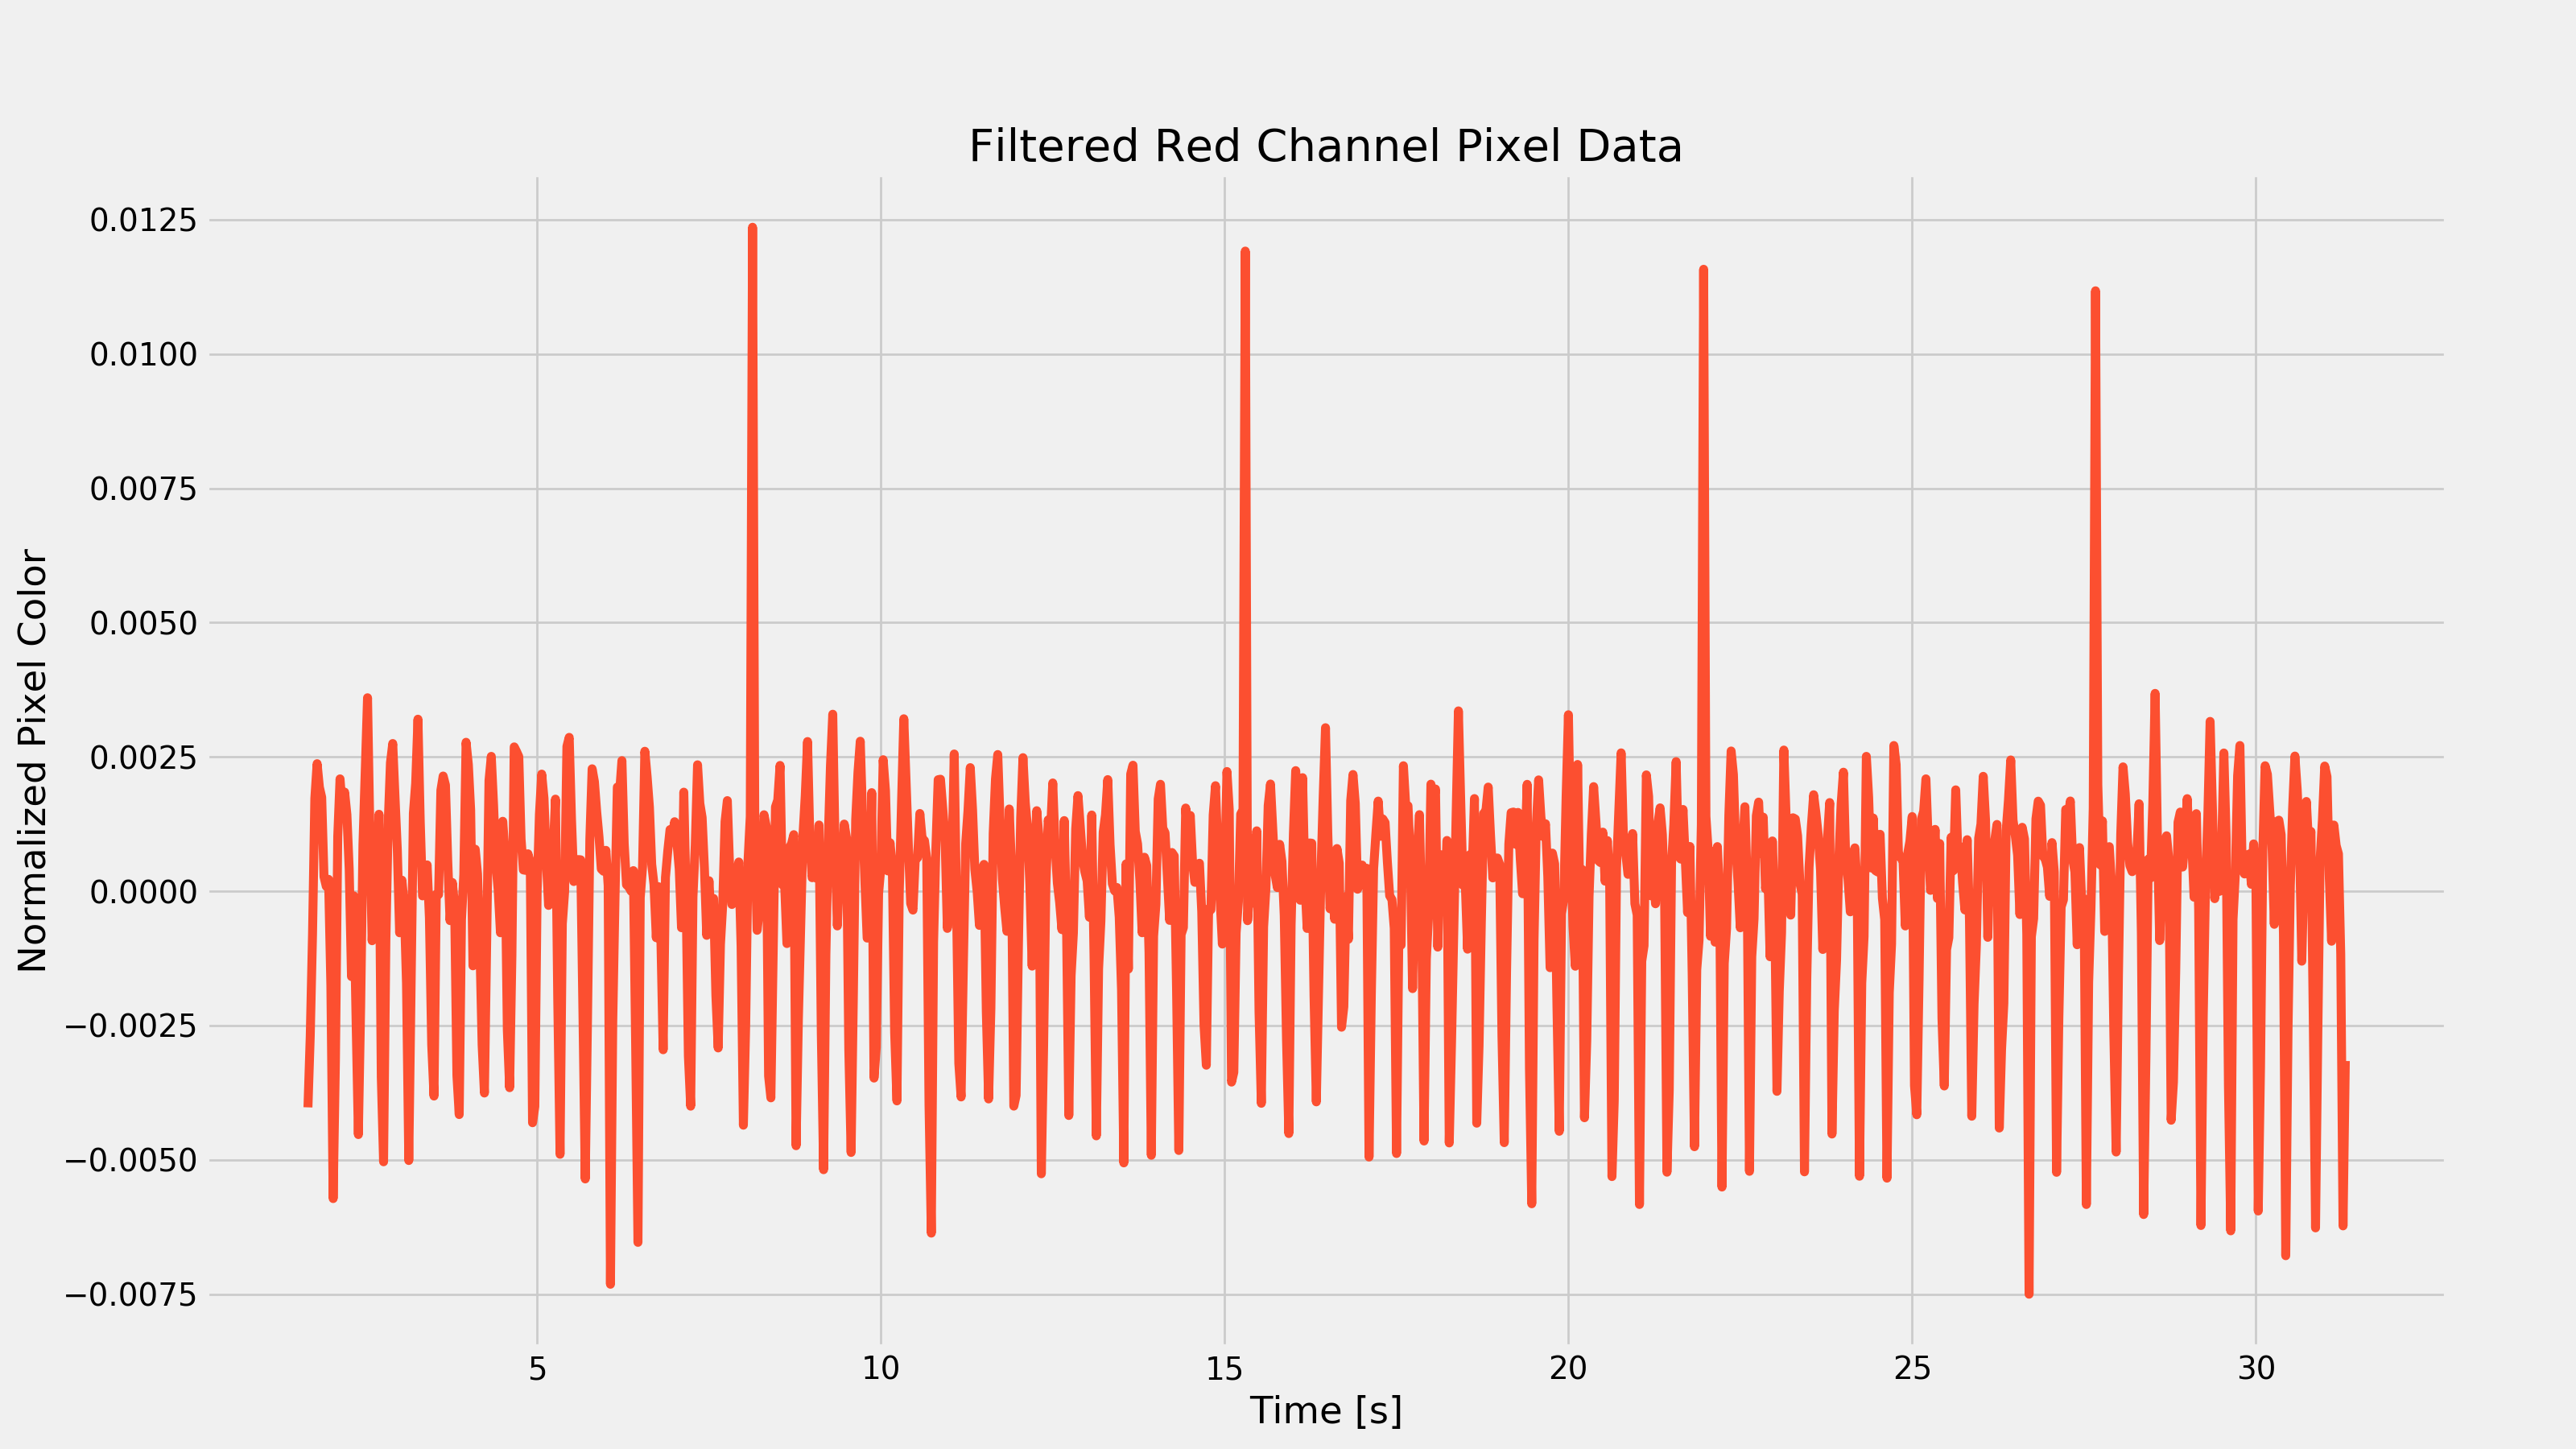 Filtered Red Channel Pixel Data
0.0125
0.0100
0.0075
0.0050
0.0025
0.0000
−0.0025
−0.0050
−0.0075
Normalized Pixel Color
5 10 15 20 25 30
Time [s]